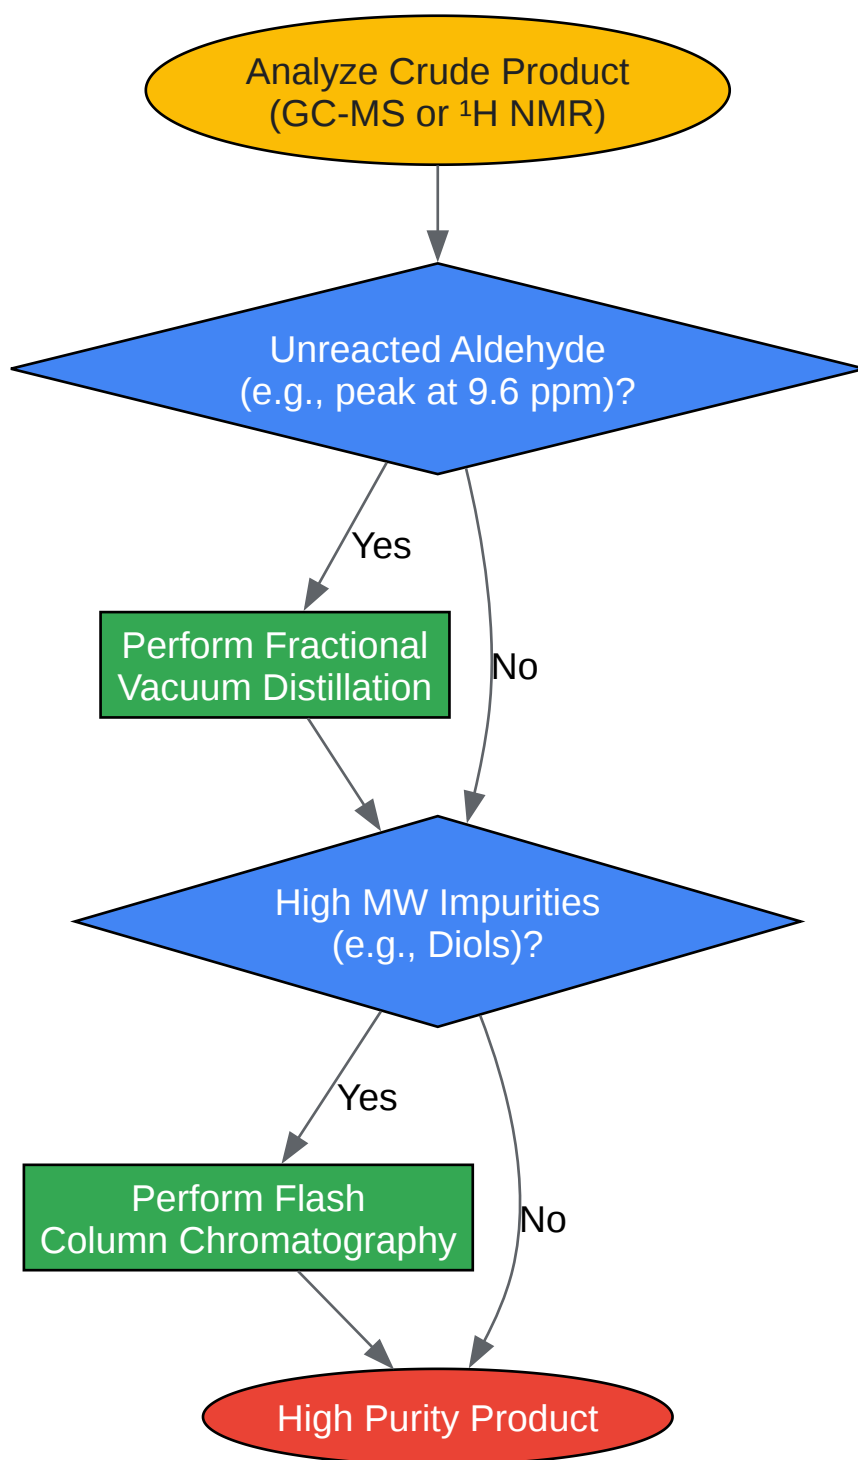 Analyze Crude Product
(GC-MS or ¹H NMR)
Unreacted Aldehyde
(e.g., peak at 9.6 ppm)?
Yes
Perform Fractional
Vacuum Distillation
No
High MW Impurities
(e.g., Diols)?
Yes
Perform Flash
Column Chromatography
No
High Purity Product